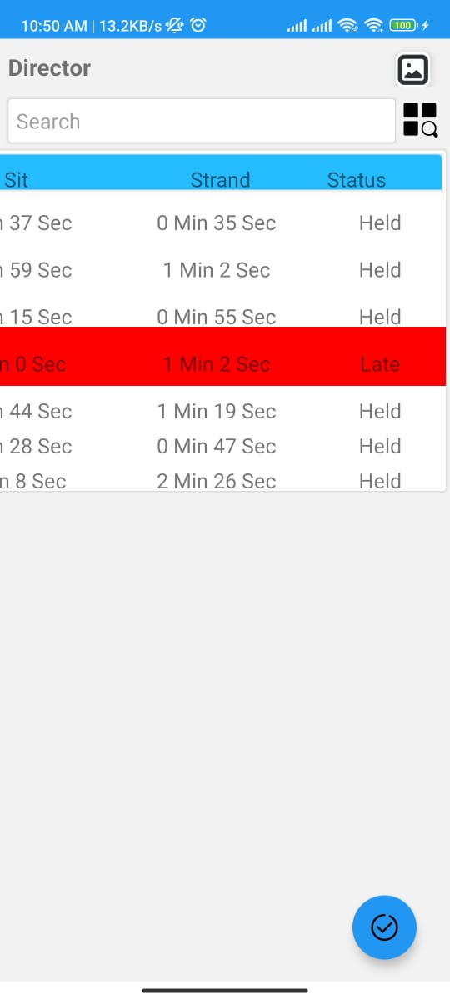 10:50 AM | 13.2KB/s 100
Director
Search
Sit Strand Status
37 Sec 0 Min 35 Sec Held
59 Sec 1 Min 2 Sec Held
15 Sec 0 Min 55 Sec Held
0 Sec 1 Min 2 Sec Late
44 Sec 1 Min 19 Sec Held
28 Sec 0 Min 47 Sec Held
8 Sec 2 Min 26 Sec Held